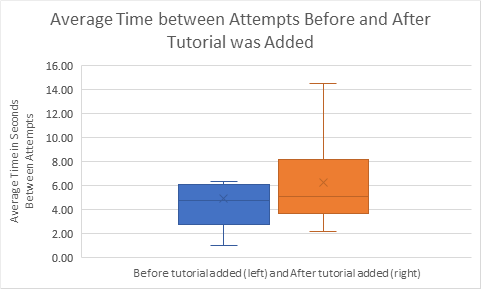 Average Time between Attempts Before and After
Tutorial was Added
16.00
14.00
12.00
10.00
8.00
6.00
4.00
2.00
0.00
Average Time in Seconds
Between Attempts
Before tutorial added (left) and After tutorial added (right)